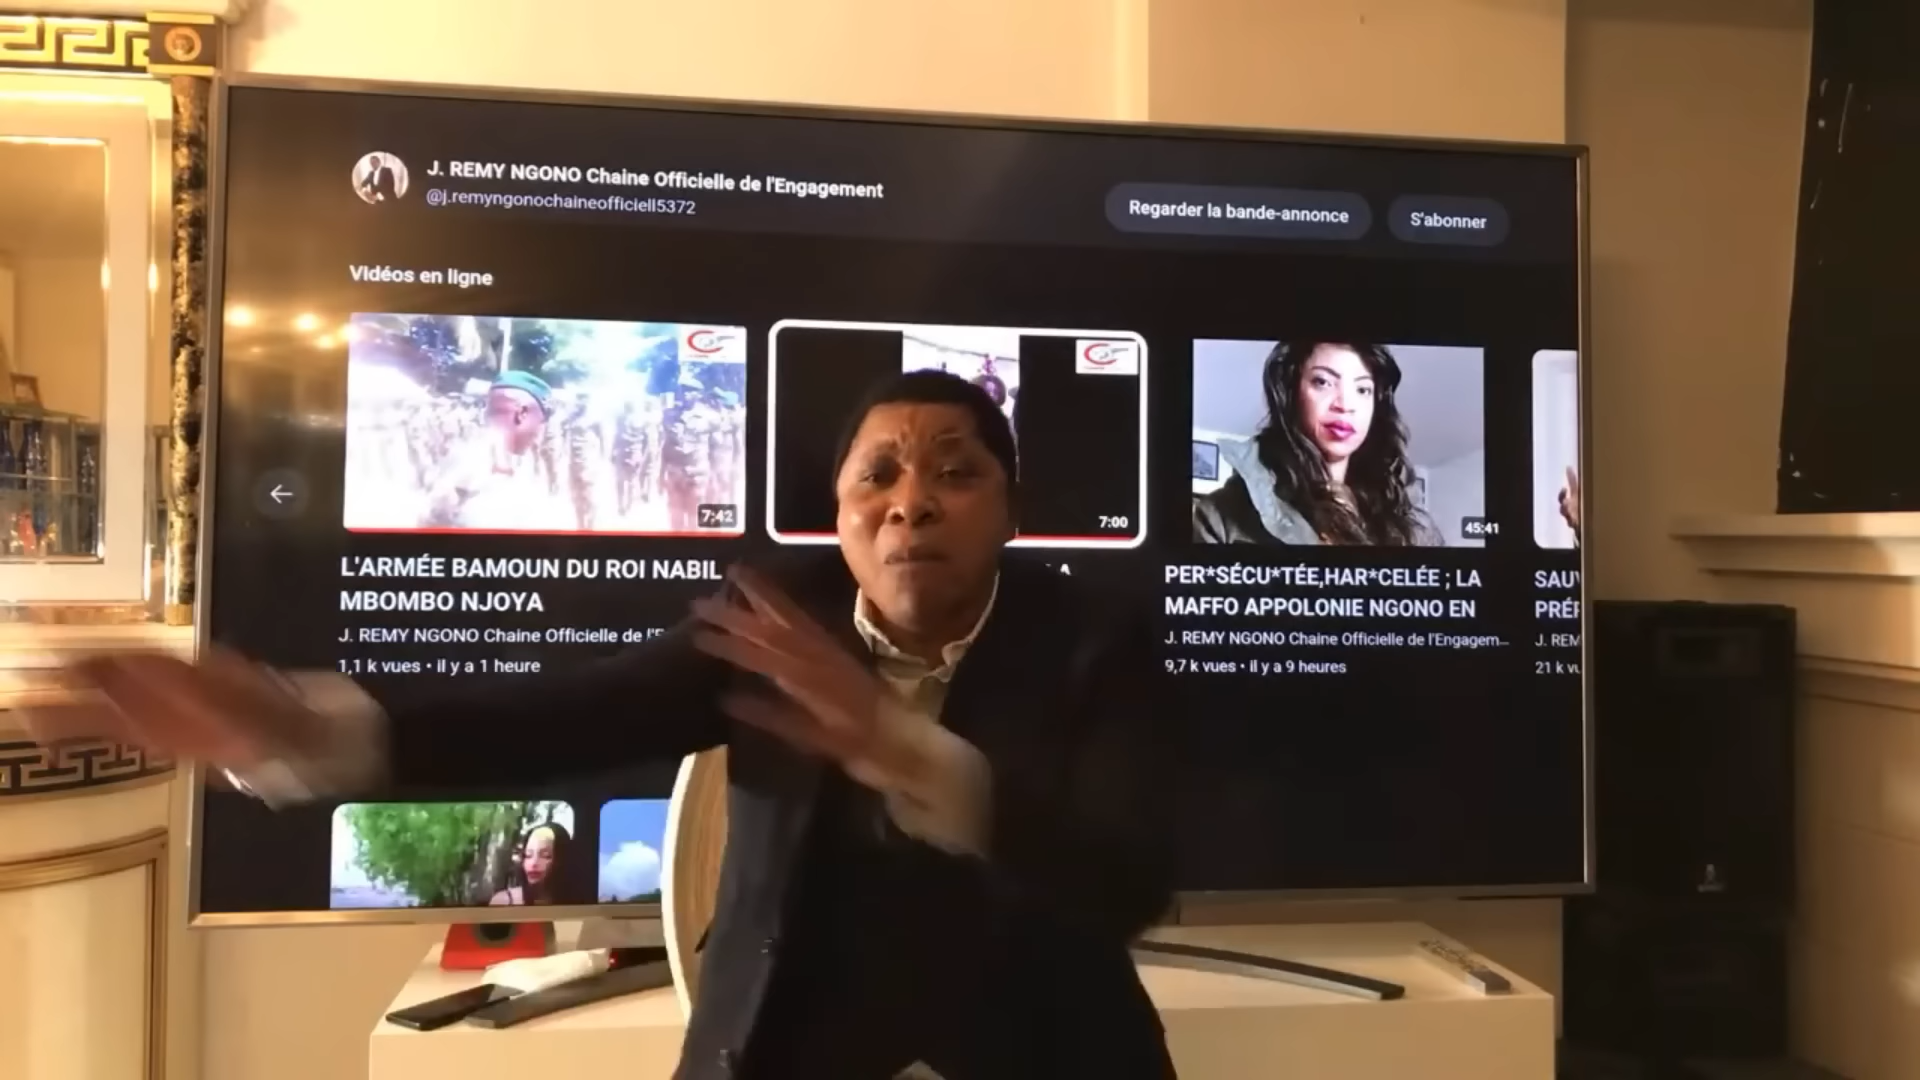 J. REMY NGONO Chaine Officielle de l'Engagement
@j.remyngonochaineofficiell5372
Regarder la bande-annonce
S'abonner
Vidéos en ligne
7:42
7:00
45:41
L'ARMÉE BAMOUN DU ROI NABIL
MBOMBO NJOYA
J. REMY NGONO Chaine Officielle de l'E
1,1 k vues • il y a 1 heure
PER*SÉCU*TÉE,HAR*CELÉE ; LA
MAFFO APPOLONIE NGONO EN
J. REMY NGONO Chaine Officielle de l'Engagem...
9,7 k vues • il y a 9 heures
J. REM
21 k